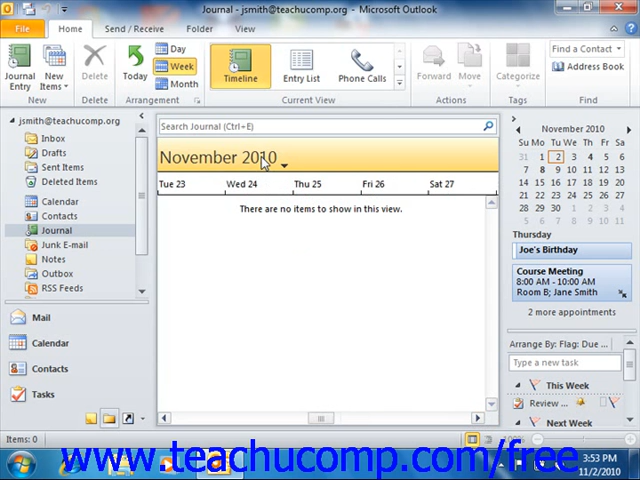 Journal - jsmith@teachucomp.org - Microsoft Outlook
File Home Send / Receive Folder View
Journal Entry
New Items
New
Delete
Delete
Today
Day
Week
Month
Arrangement
Timeline
Entry List
Phone Calls
Current View
Forward
Move
Actions
Categorize
Tags
Find a Contact
Address Book
Find
jsmith@teachucomp.org
Inbox
Drafts
Sent Items
Deleted Items
Calendar
Contacts
Journal
Junk E-mail
Notes
Outbox
RSS Feeds
Mail
Calendar
Contacts
Tasks
Search Journal (Ctrl+E)
November 2010
Tue 23 Wed 24 Thu 25 Fri 26 Sat 27
There are no items to show in this view.
November 2010
Su Mo Tu We Th Fr Sa
31 1 2 3 4 5 6
7 8 9 10 11 12 13
14 15 16 17 18 19 20
21 22 23 24 25 26 27
28 29 30 1 2 3 4
5 6 7 8 9 10 11
Thursday
Joe's Birthday
Course Meeting
8:00 AM - 10:00 AM
Room B; Jane Smith
2 more appointments
Arrange By: Flag: Due ...
Type a new task
This Week
Review ...
Next Week
Items: 0
100%
www.teachucomp.com/free
3:53 PM
11/2/2010